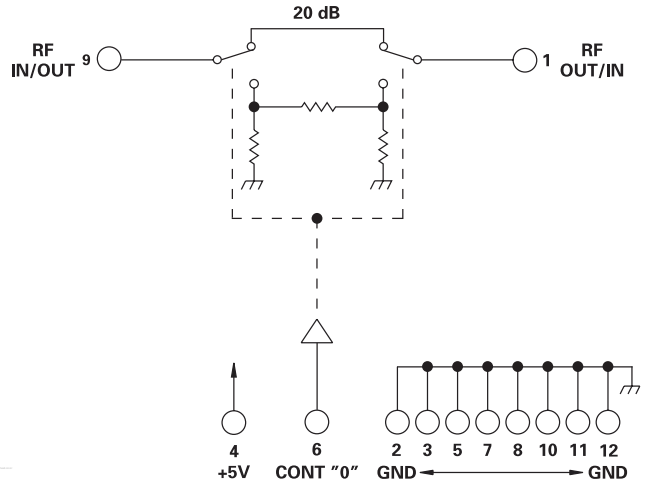 20 dB
RF
IN/OUT
9
1
RF
OUT/IN
4
+5V
6
CONT "0"
2 3 5 7 8 10 11 12
GND GND